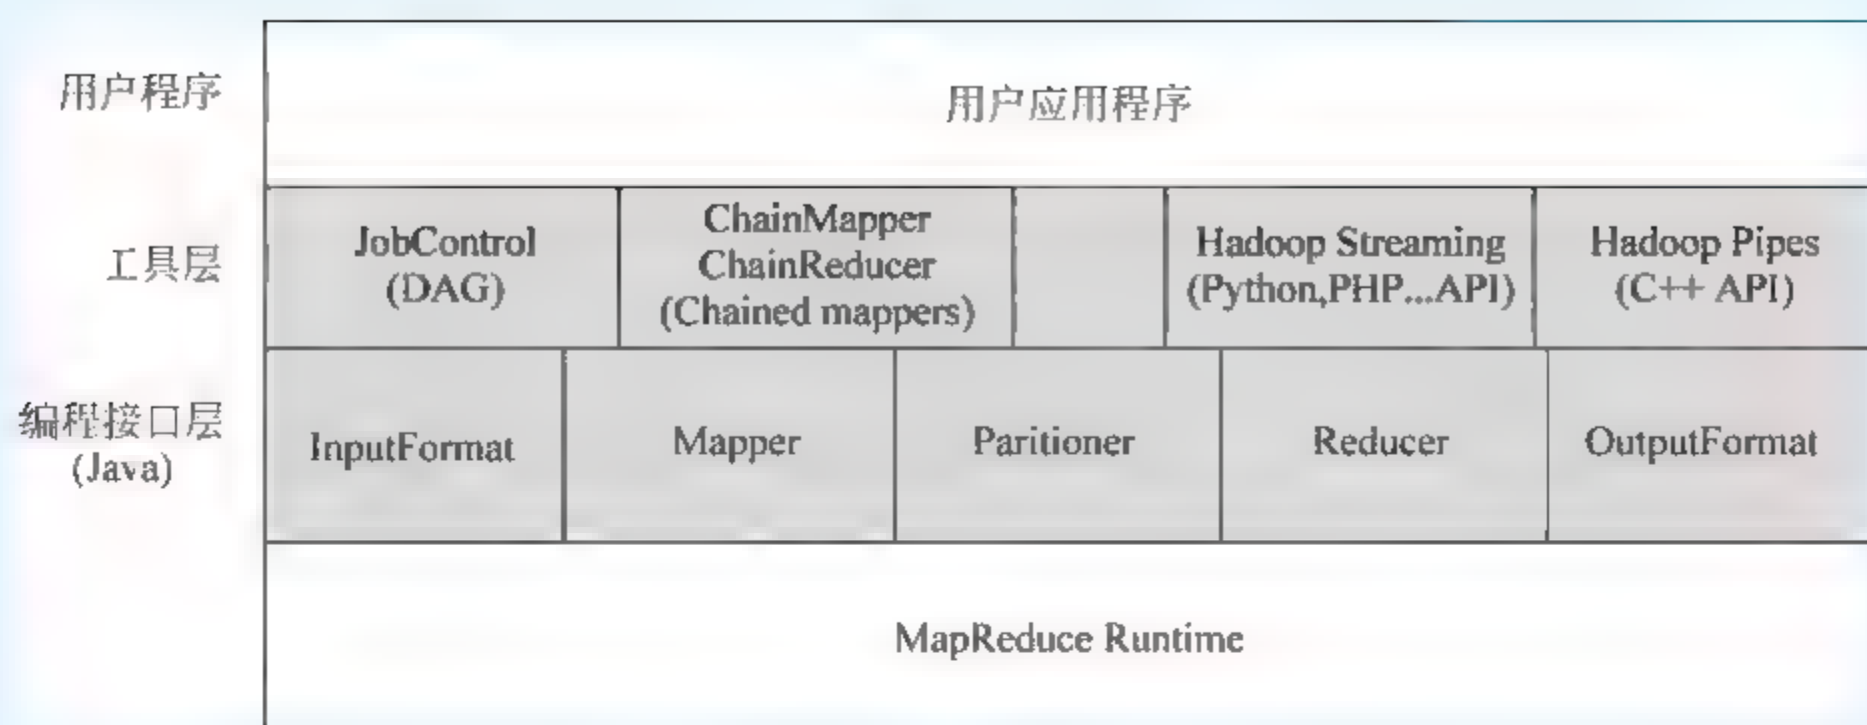 用户程序
用户应用程序
工具层
JobControl
(DAG)
ChainMapper
ChainReducer
(Chained mappers)
Hadoop Streaming
(Python,PHP...API)
Hadoop Pipes
(C++ API)
编程接口层
(Java)
InputFormat
Mapper
Paritioner
Reducer
OutputFormat
MapReduce Runtime